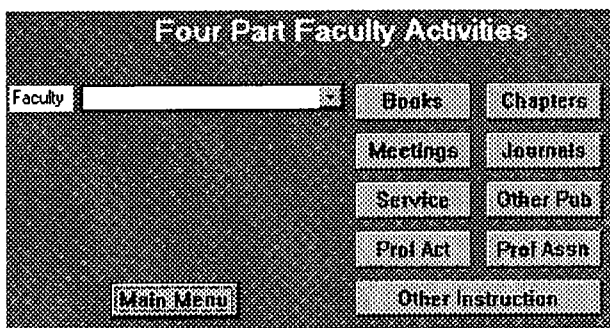 Four Part Faculty Activities
Faculty
Books Chapters
Meetings Journals
Service Other Pub
Prof Act Prof Assn
Main Menu Other Instruction